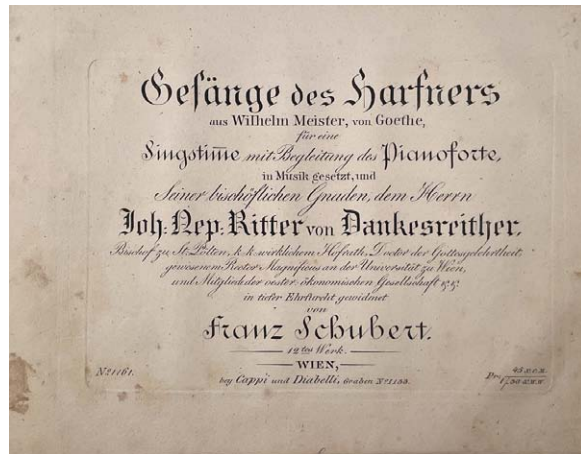 Gesänge des Harfners
aus Wilhelm Meister, von Goethe,
für eine
Singstim̅e mit Begleitung des Pianoforte,
in Musik gesetzt, und
Seiner bischöflichen Gnaden, dem Herrn
Joh: Nep: Ritter von Dankesreither,
Bischof zu St. Pölten, k. k. wirklichem Hofrath, Doctor der Gottesgelehrtheit,
gewesenem Rector Magnificus an der Universität zu Wien,
und Mitglied der oester: ökonomischen Gesellschaft
in tiefer Ehrfurcht gewidmet
von
Franz Schubert.
12tes Werk.
WIEN,
bey Cappi und Diabelli, Graben No. 1133.
No. 1161.
Pr: